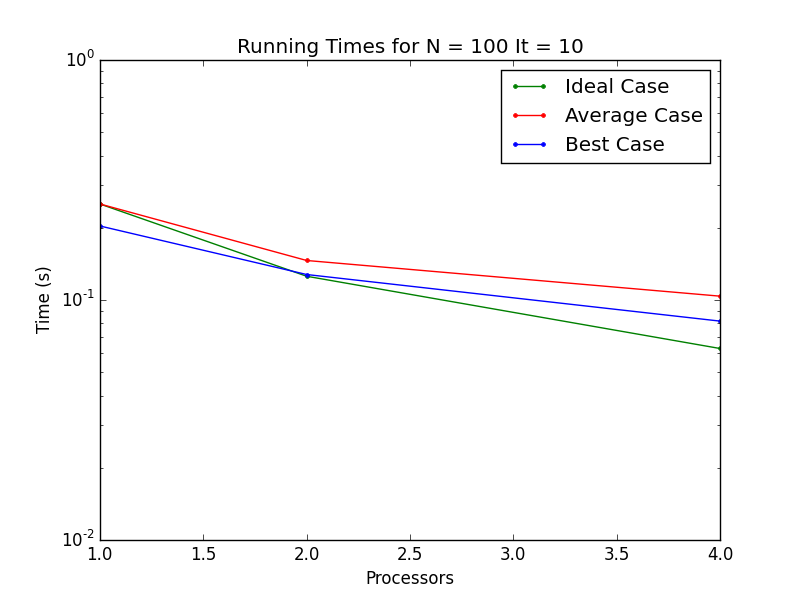 Running Times for N = 100 It = 10
Ideal Case
Average Case
Best Case
Time (s)
10^0
10^-1
10^-2
1.0 1.5 2.0 2.5 3.0 3.5 4.0
Processors